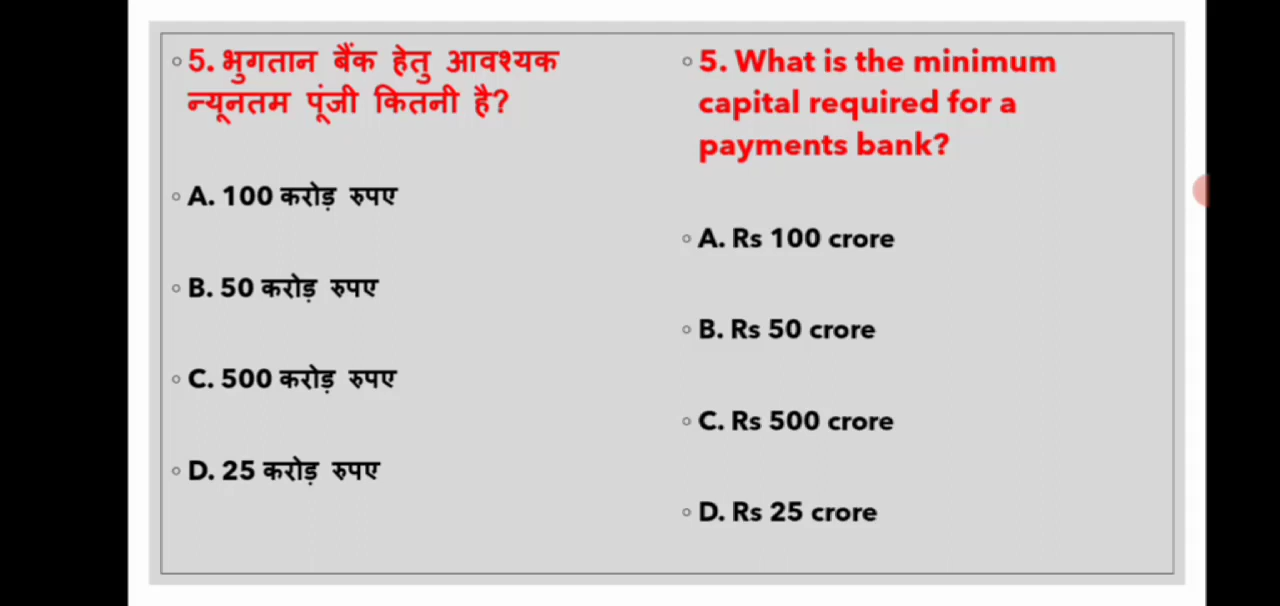 5. भुगतान बैंक हेतु आवश्यक
न्यूनतम पूंजी कितनी है?
A. 100 करोड़ रुपए
B. 50 करोड़ रुपए
C. 500 करोड़ रुपए
D. 25 करोड़ रुपए
5. What is the minimum
capital required for a
payments bank?
A. Rs 100 crore
B. Rs 50 crore
C. Rs 500 crore
D. Rs 25 crore